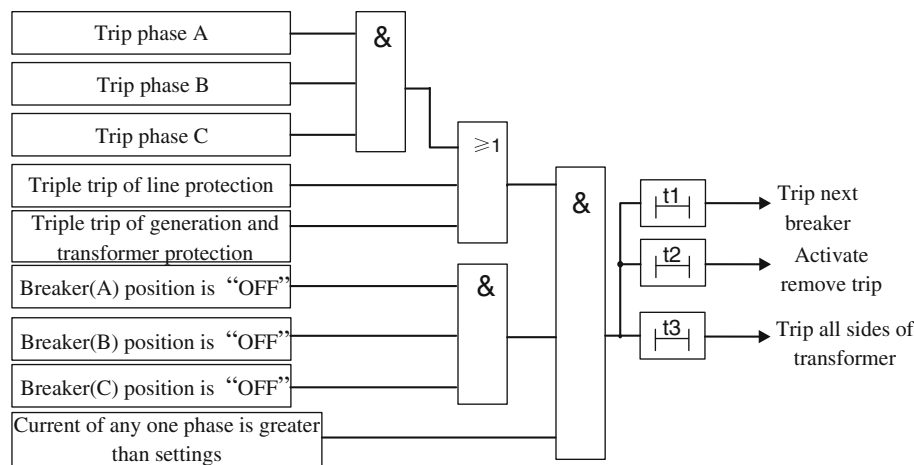 Trip phase A
Trip phase B
Trip phase C
Triple trip of line protection
Triple trip of generation and
transformer protection
Breaker(A) position is “OFF”
Breaker(B) position is “OFF”
Breaker(C) position is “OFF”
Current of any one phase is greater
than settings
&
≥1
&
&
t1
t2
t3
Trip next
breaker
Activate
remove trip
Trip all sides of
transformer